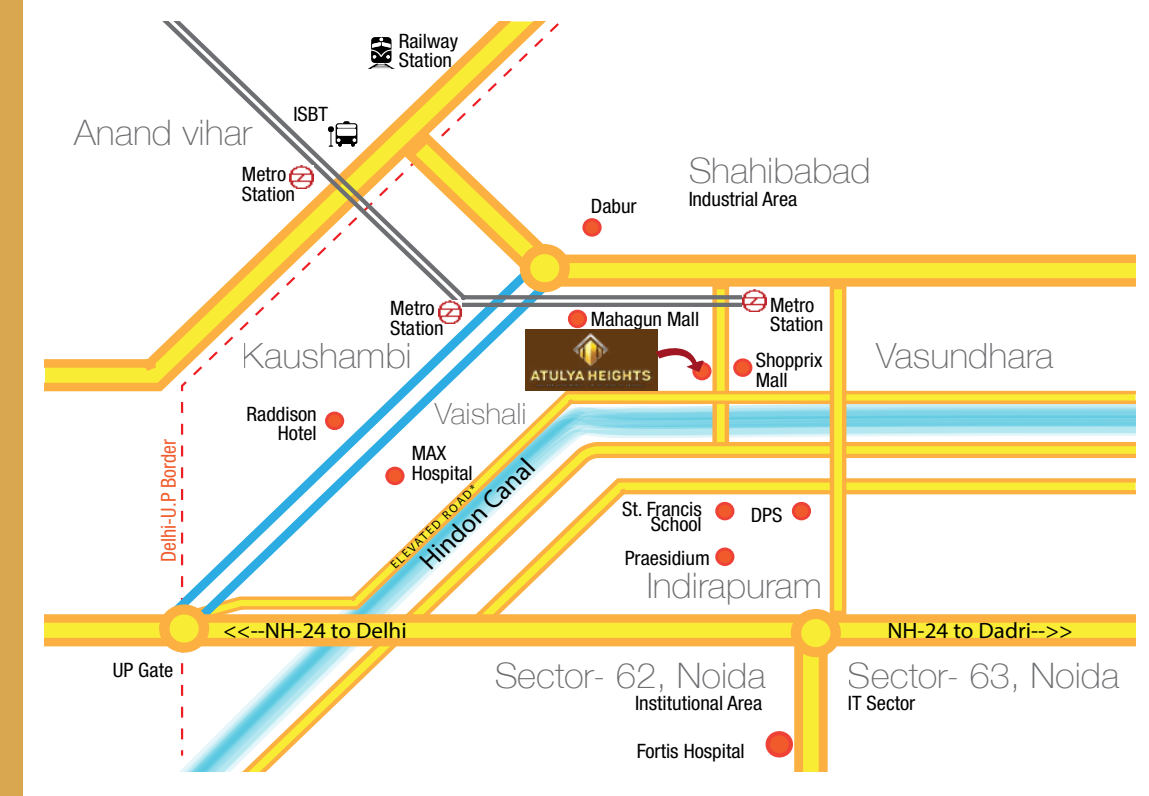 Railway
Station
ISBT
Anand vihar
Metro
Station
Shahibabad
Industrial Area
Dabur
Metro
Station
Metro
Station
Mahagun Mall
Kaushambi
ATULYA HEIGHTS
Shopprix
Mall
Vasundhara
Raddison
Hotel
Vaishali
MAX
Hospital
Delhi-U.P Border
ELEVATED ROAD*
Hindon Canal
St. Francis
School
DPS
Praesidium
Indirapuram
<<--NH-24 to Delhi
NH-24 to Dadri-->>
UP Gate
Sector- 62, Noida
Institutional Area
Sector- 63, Noida
IT Sector
Fortis Hospital